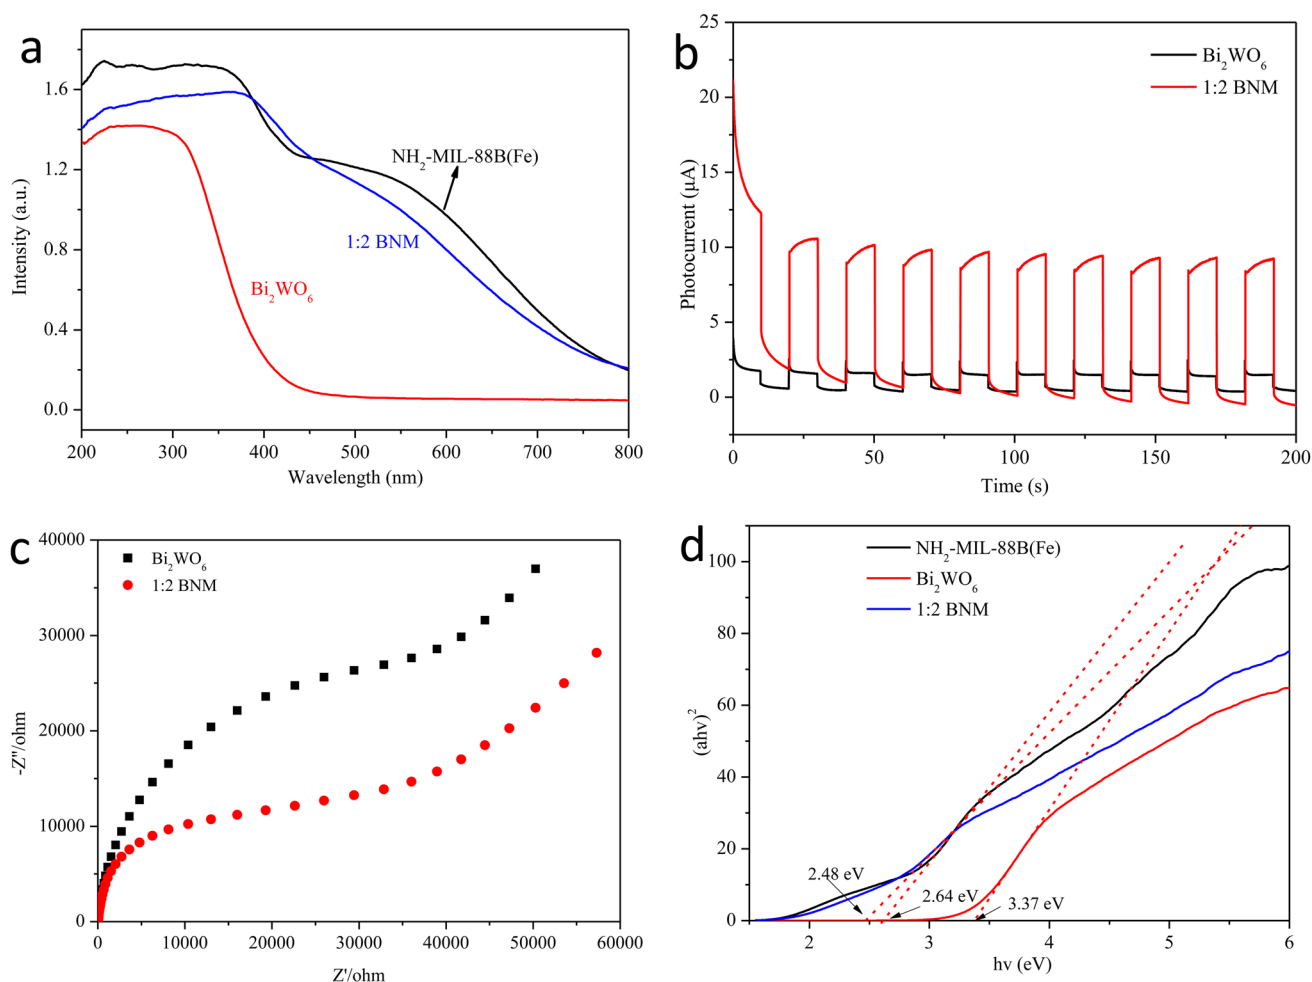 a
1.6
1.2
0.8
0.4
0.0
Intensity (a.u.)
NH2-MIL-88B(Fe)
1:2 BNM
Bi2WO6
200 300 400 500 600 700 800
Wavelength (nm)
b
25
20
15
10
5
0
Photocurrent (μA)
Bi2WO6
1:2 BNM
0 50 100 150 200
Time (s)
c
40000
30000
20000
10000
0
-Z"/ohm
Bi2WO6
1:2 BNM
0 10000 20000 30000 40000 50000 60000
Z'/ohm
d
100
80
60
40
20
0
(ahv)2
NH2-MIL-88B(Fe)
Bi2WO6
1:2 BNM
2.48 eV
2.64 eV
3.37 eV
2 3 4 5 6
hv (eV)